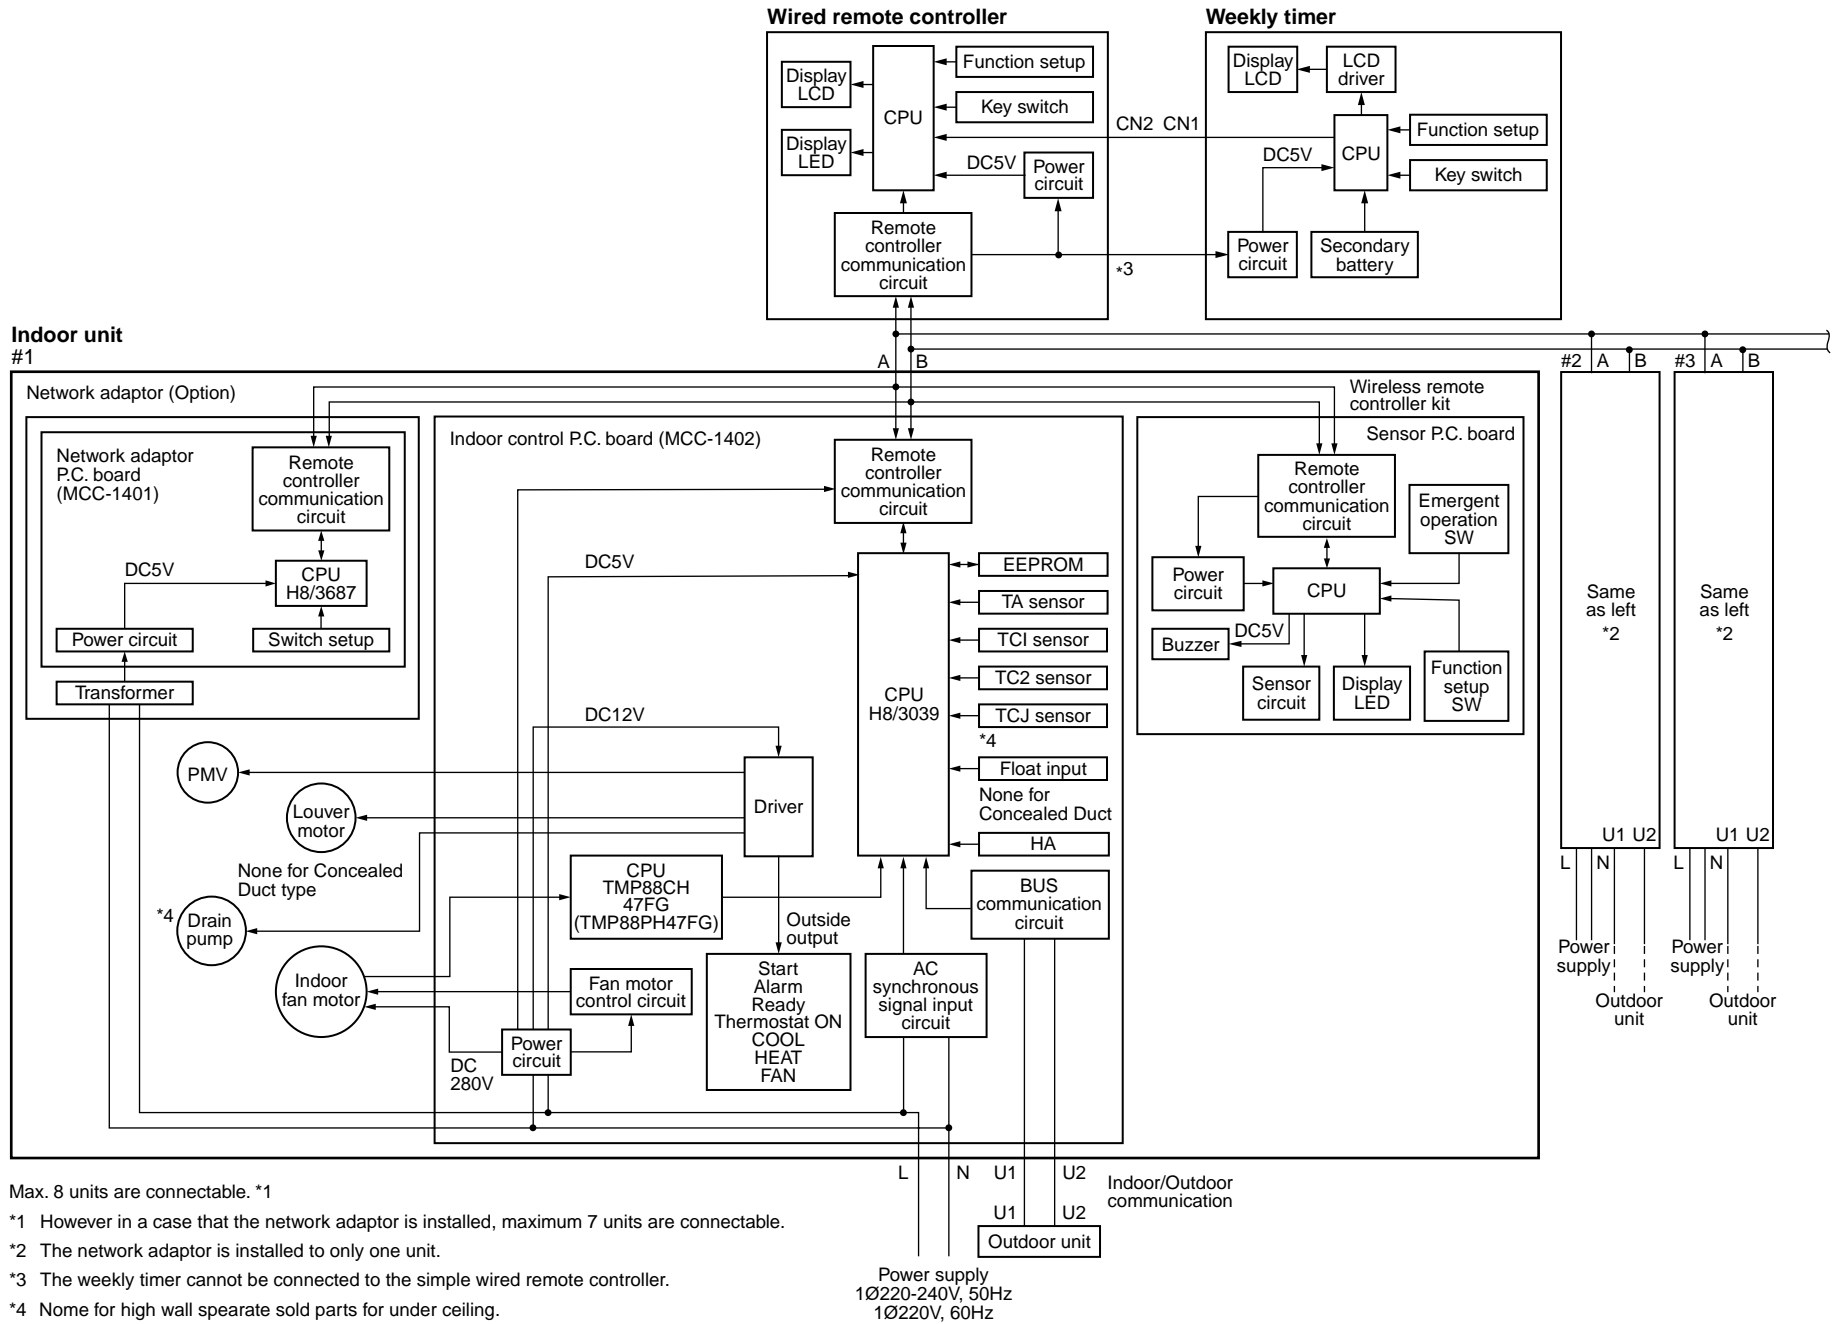 Wired remote controller
Display
LCD
Display
LED
CPU
Function setup
Key switch
DC5V
Power
circuit
Remote
controller
communication
circuit
CN2 CN1
*3
Weekly timer
Display
LCD
LCD
driver
Function setup
CPU
DC5V
Key switch
Power
circuit
Secondary
battery
Indoor unit
#1
A
B
Network adaptor (Option)
Network adaptor
P.C. board
(MCC-1401)
Remote
controller
communication
circuit
DC5V
CPU
H8/3687
Power circuit
Switch setup
Transformer
Indoor control P.C. board (MCC-1402)
Remote
controller
communication
circuit
DC5V
DC12V
CPU
H8/3039
EEPROM
TA sensor
TCI sensor
TC2 sensor
TCJ sensor
*4
Float input
None for
Concealed Duct
HA
PMV
Louver
motor
Driver
None for Concealed
Duct type
*4
Drain
pump
Indoor
fan motor
CPU
TMP88CH
47FG
(TMP88PH47FG)
Outside
output
BUS
communication
circuit
Fan motor
control circuit
Power
circuit
DC
280V
Start
Alarm
Ready
Thermostat ON
COOL
HEAT
FAN
AC
synchronous
signal input
circuit
Wireless remote
controller kit
Sensor P.C. board
Remote
controller
communication
circuit
Emergent
operation
SW
Power
circuit
CPU
Buzzer
DC5V
Sensor
circuit
Display
LED
Function
setup
SW
#2 A B
Same
as left
*2
U1 U2
L N
Power
supply
Outdoor
unit
#3 A B
Same
as left
*2
U1 U2
L N
Power
supply
Outdoor
unit
L N U1 U2
Indoor/Outdoor
communication
U1 U2
Outdoor unit
Power supply
1Ø220-240V, 50Hz
1Ø220V, 60Hz
Max. 8 units are connectable. *1
*1 However in a case that the network adaptor is installed, maximum 7 units are connectable.
*2 The network adaptor is installed to only one unit.
*3 The weekly timer cannot be connected to the simple wired remote controller.
*4 Nome for high wall spearate sold parts for under ceiling.